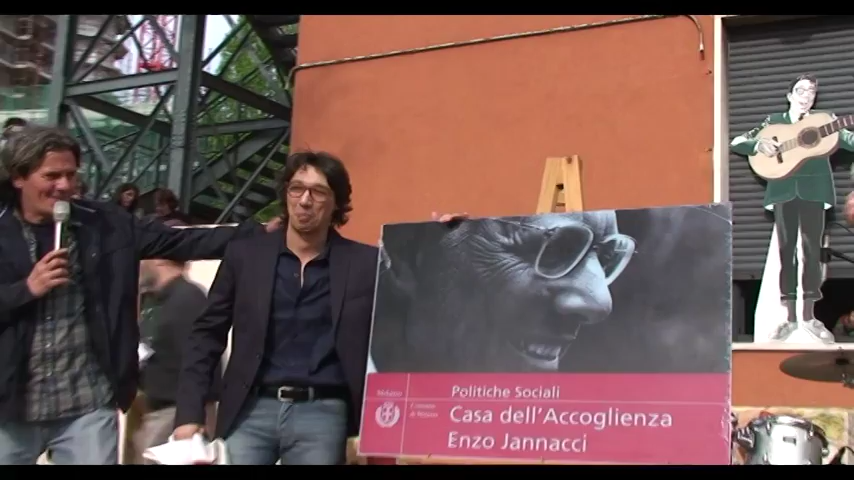 Politiche Sociali
Casa dell'Accoglienza
Enzo Jannacci
Milano
Comune
di Milano